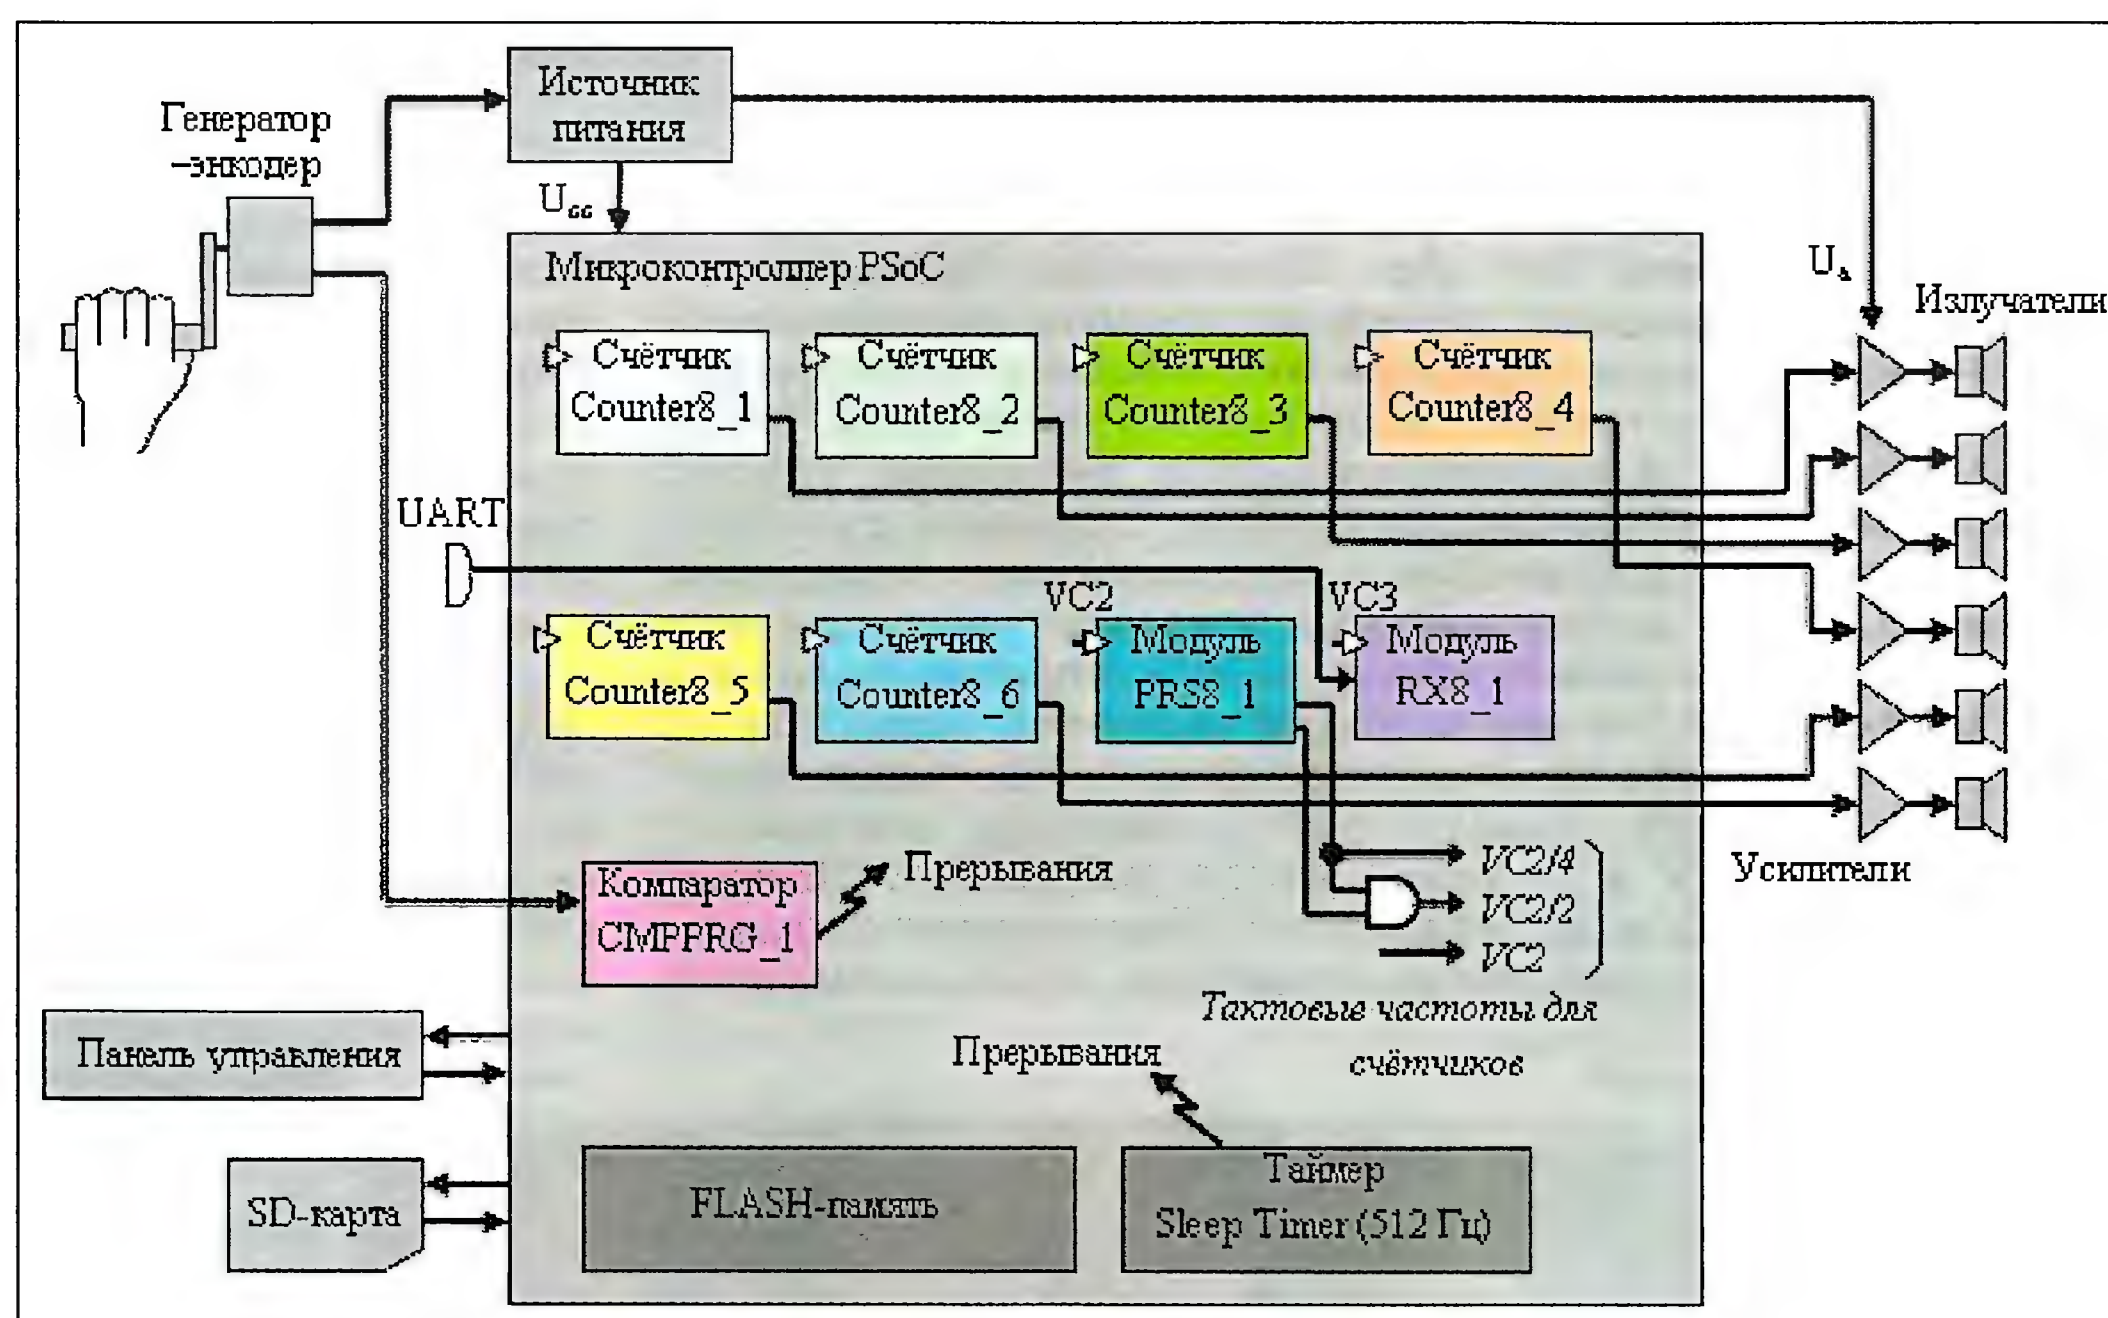 Источник
питания
Генератор
-энкодер
Uсс
Микроконтроллер PSoC
UА
Излучатели
Счётчик
Counter8_1
Счётчик
Counter8_2
Счётчик
Counter8_3
Счётчик
Counter8_4
UART
VC2
VC3
Счётчик
Counter8_5
Счётчик
Counter8_6
Модуль
PRS8_1
Модуль
RX8_1
Усилители
Компаратор
CMPPRG_1
Прерывания
VC2/4
VC2/2
VC2
Тактовые частоты для
счётчиков
Панель управления
Прерывания
SD-карта
FLASH-память
Таймер
Sleep Timer (512 Гц)